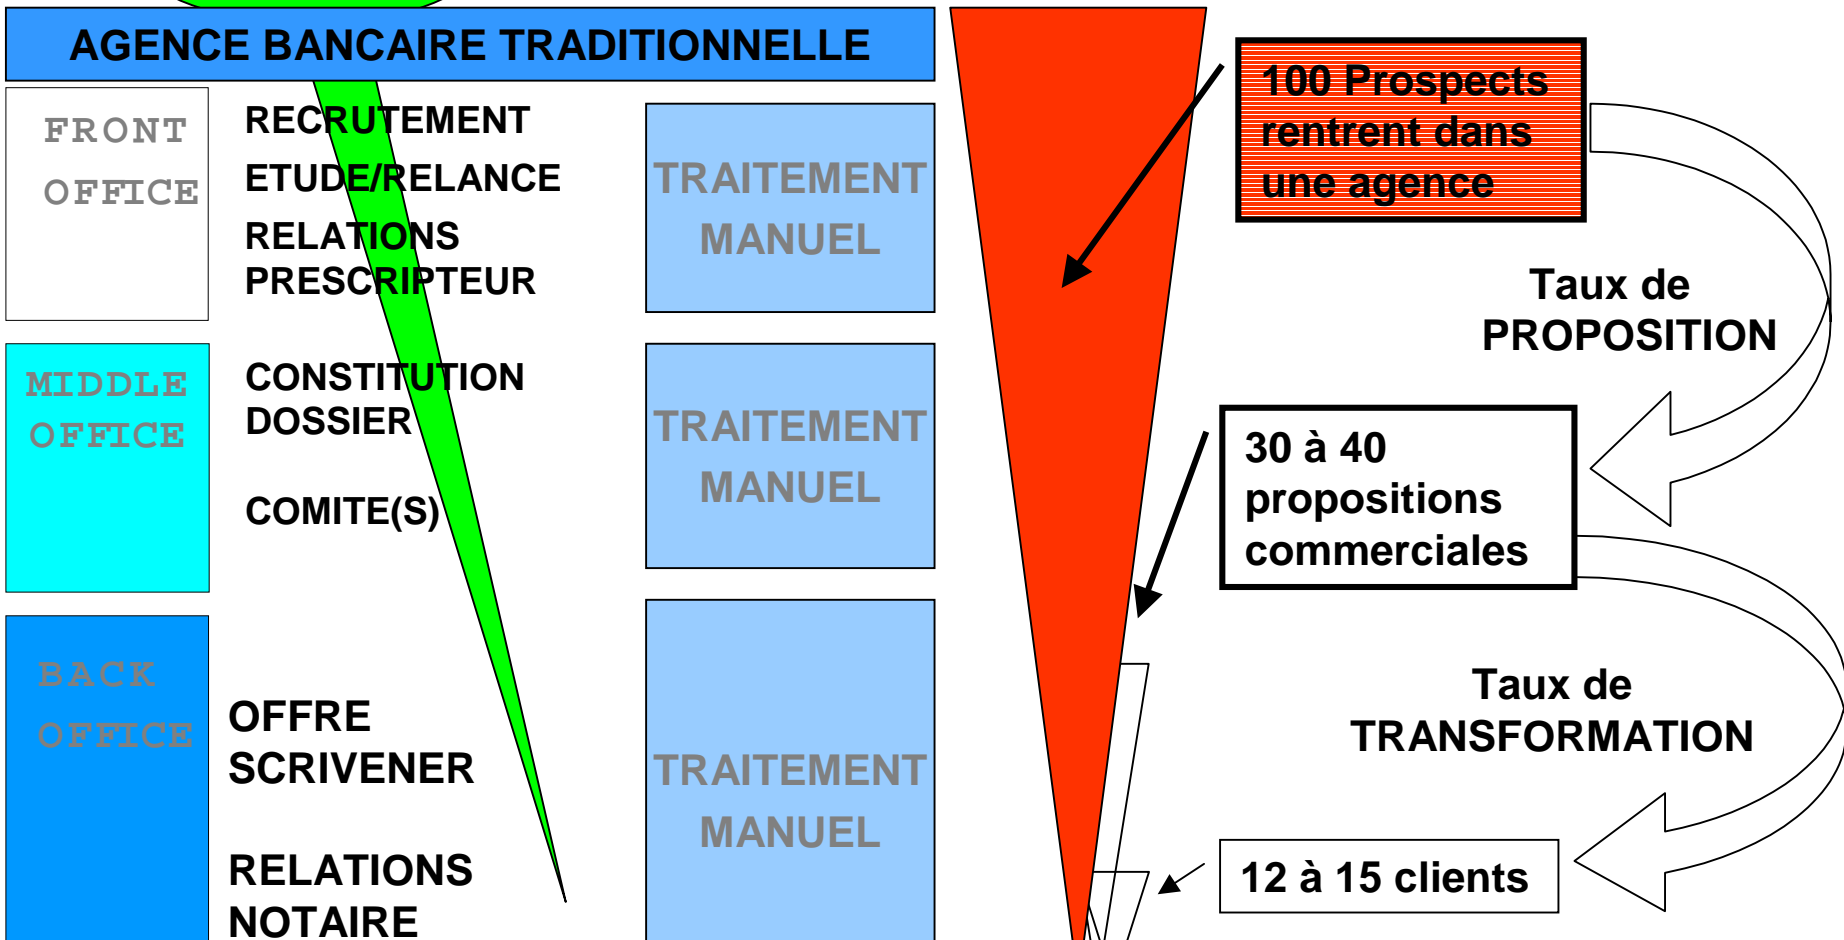 AGENCE BANCAIRE TRADITIONNELLE
FRONT
OFFICE
RECRUTEMENT
ETUDE/RELANCE
RELATIONS
PRESCRIPTEUR
TRAITEMENT
MANUEL
MIDDLE
OFFICE
CONSTITUTION
DOSSIER
COMITE(S)
TRAITEMENT
MANUEL
BACK
OFFICE
OFFRE
SCRIVENER
RELATIONS
NOTAIRE
TRAITEMENT
MANUEL
100 Prospects
rentrent dans
une agence
Taux de
PROPOSITION
30 à 40
propositions
commerciales
Taux de
TRANSFORMATION
12 à 15 clients